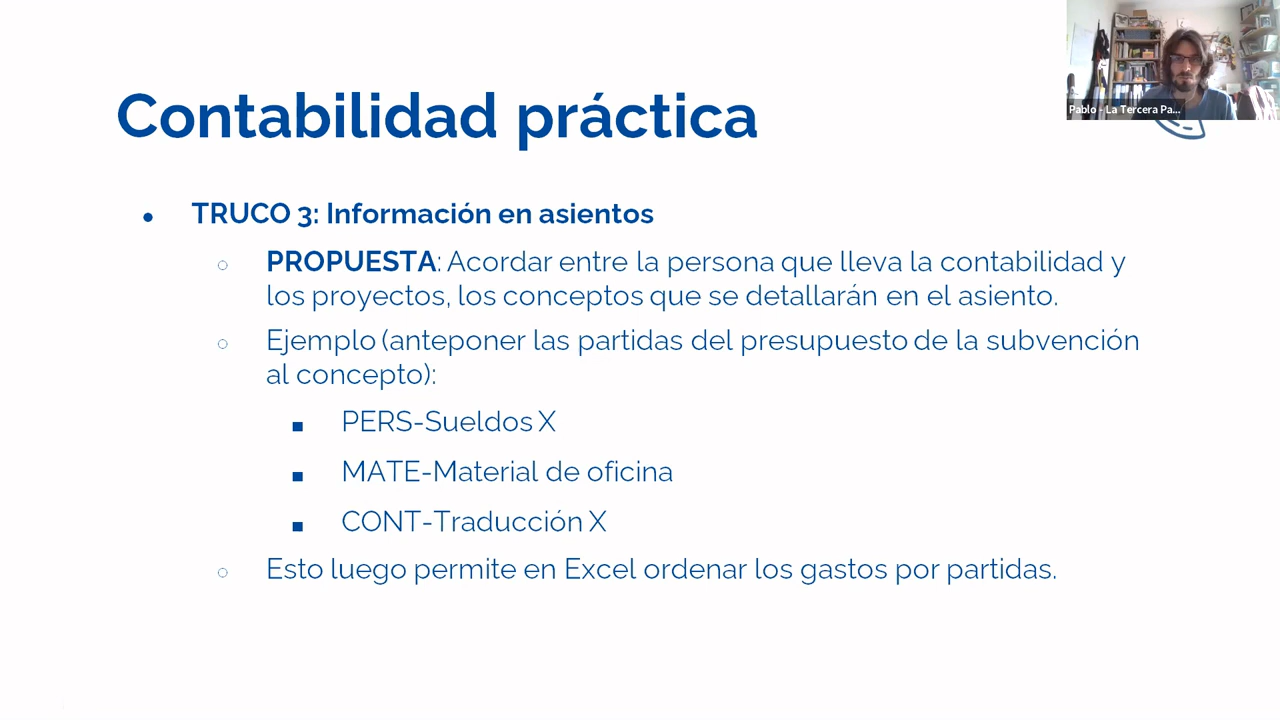 Contabilidad práctica
Pablo - La Tercera Pa...
● TRUCO 3: Información en asientos
○ PROPUESTA: Acordar entre la persona que lleva la contabilidad y
los proyectos, los conceptos que se detallarán en el asiento.
○ Ejemplo (anteponer las partidas del presupuesto de la subvención
al concepto):
■ PERS-Sueldos X
■ MATE-Material de oficina
■ CONT-Traducción X
○ Esto luego permite en Excel ordenar los gastos por partidas.